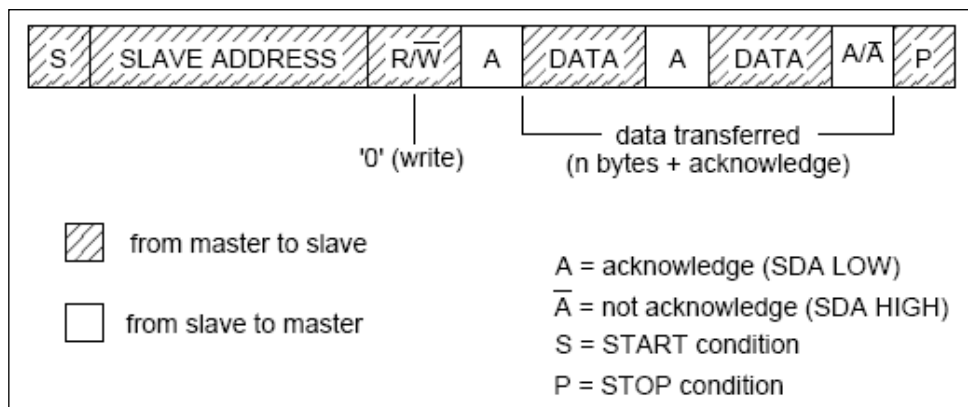 S SLAVE ADDRESS R/W̅ A DATA A DATA A/A̅ P
'0' (write)
data transferred
(n bytes + acknowledge)
from master to slave
from slave to master
A = acknowledge (SDA LOW)
A̅ = not acknowledge (SDA HIGH)
S = START condition
P = STOP condition